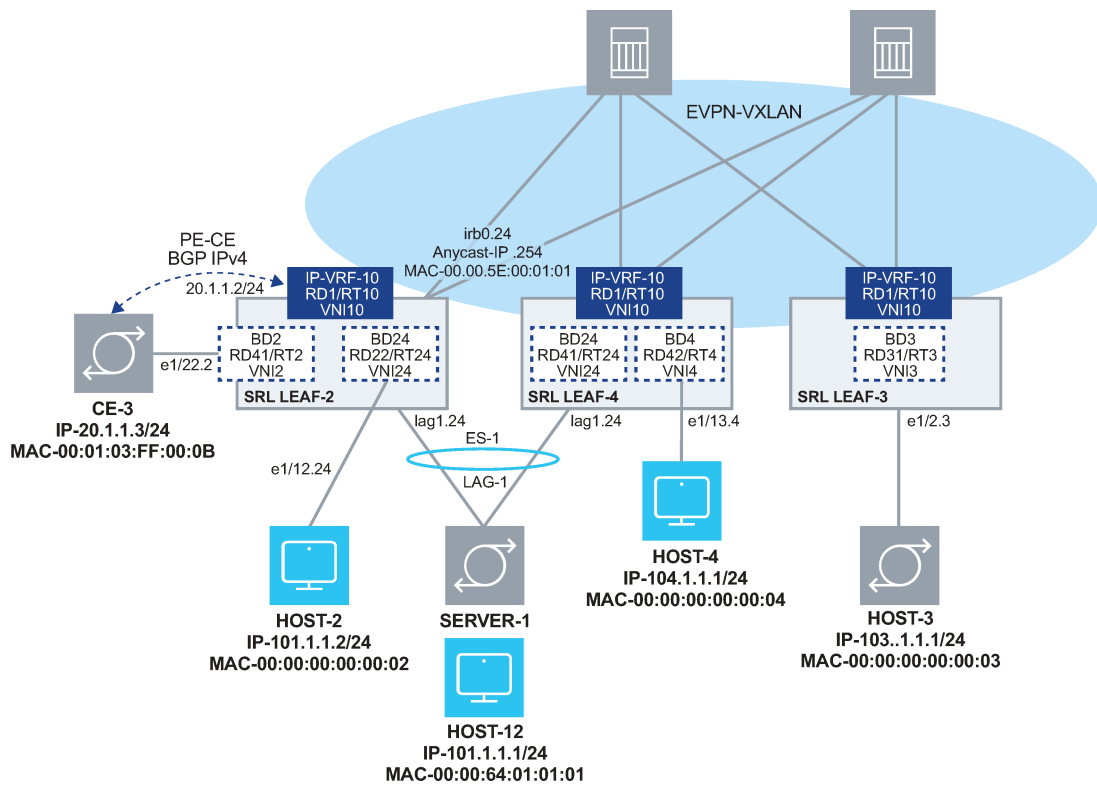 EVPN-VXLAN
irb0.24
Anycast-IP .254
MAC-00.00.5E:00:01:01
PE-CE
BGP IPv4
20.1.1.2/24
IP-VRF-10
RD1/RT10
VNI10
IP-VRF-10
RD1/RT10
VNI10
IP-VRF-10
RD1/RT10
VNI10
BD2
RD41/RT2
VNI2
BD24
RD22/RT24
VNI24
SRL LEAF-2
BD24
RD41/RT24
VNI24
BD4
RD42/RT4
VNI4
SRL LEAF-4
BD3
RD31/RT3
VNI3
SRL LEAF-3
e1/22.2
CE-3
IP-20.1.1.3/24
MAC-00:01:03:FF:00:0B
lag1.24
lag1.24
e1/13.4
e1/2.3
ES-1
LAG-1
e1/12.24
HOST-2
IP-101.1.1.2/24
MAC-00:00:00:00:00:02
SERVER-1
HOST-12
IP-101.1.1.1/24
MAC-00:00:64:01:01:01
HOST-4
IP-104.1.1.1/24
MAC-00:00:00:00:00:04
HOST-3
IP-103..1.1.1/24
MAC-00:00:00:00:00:03